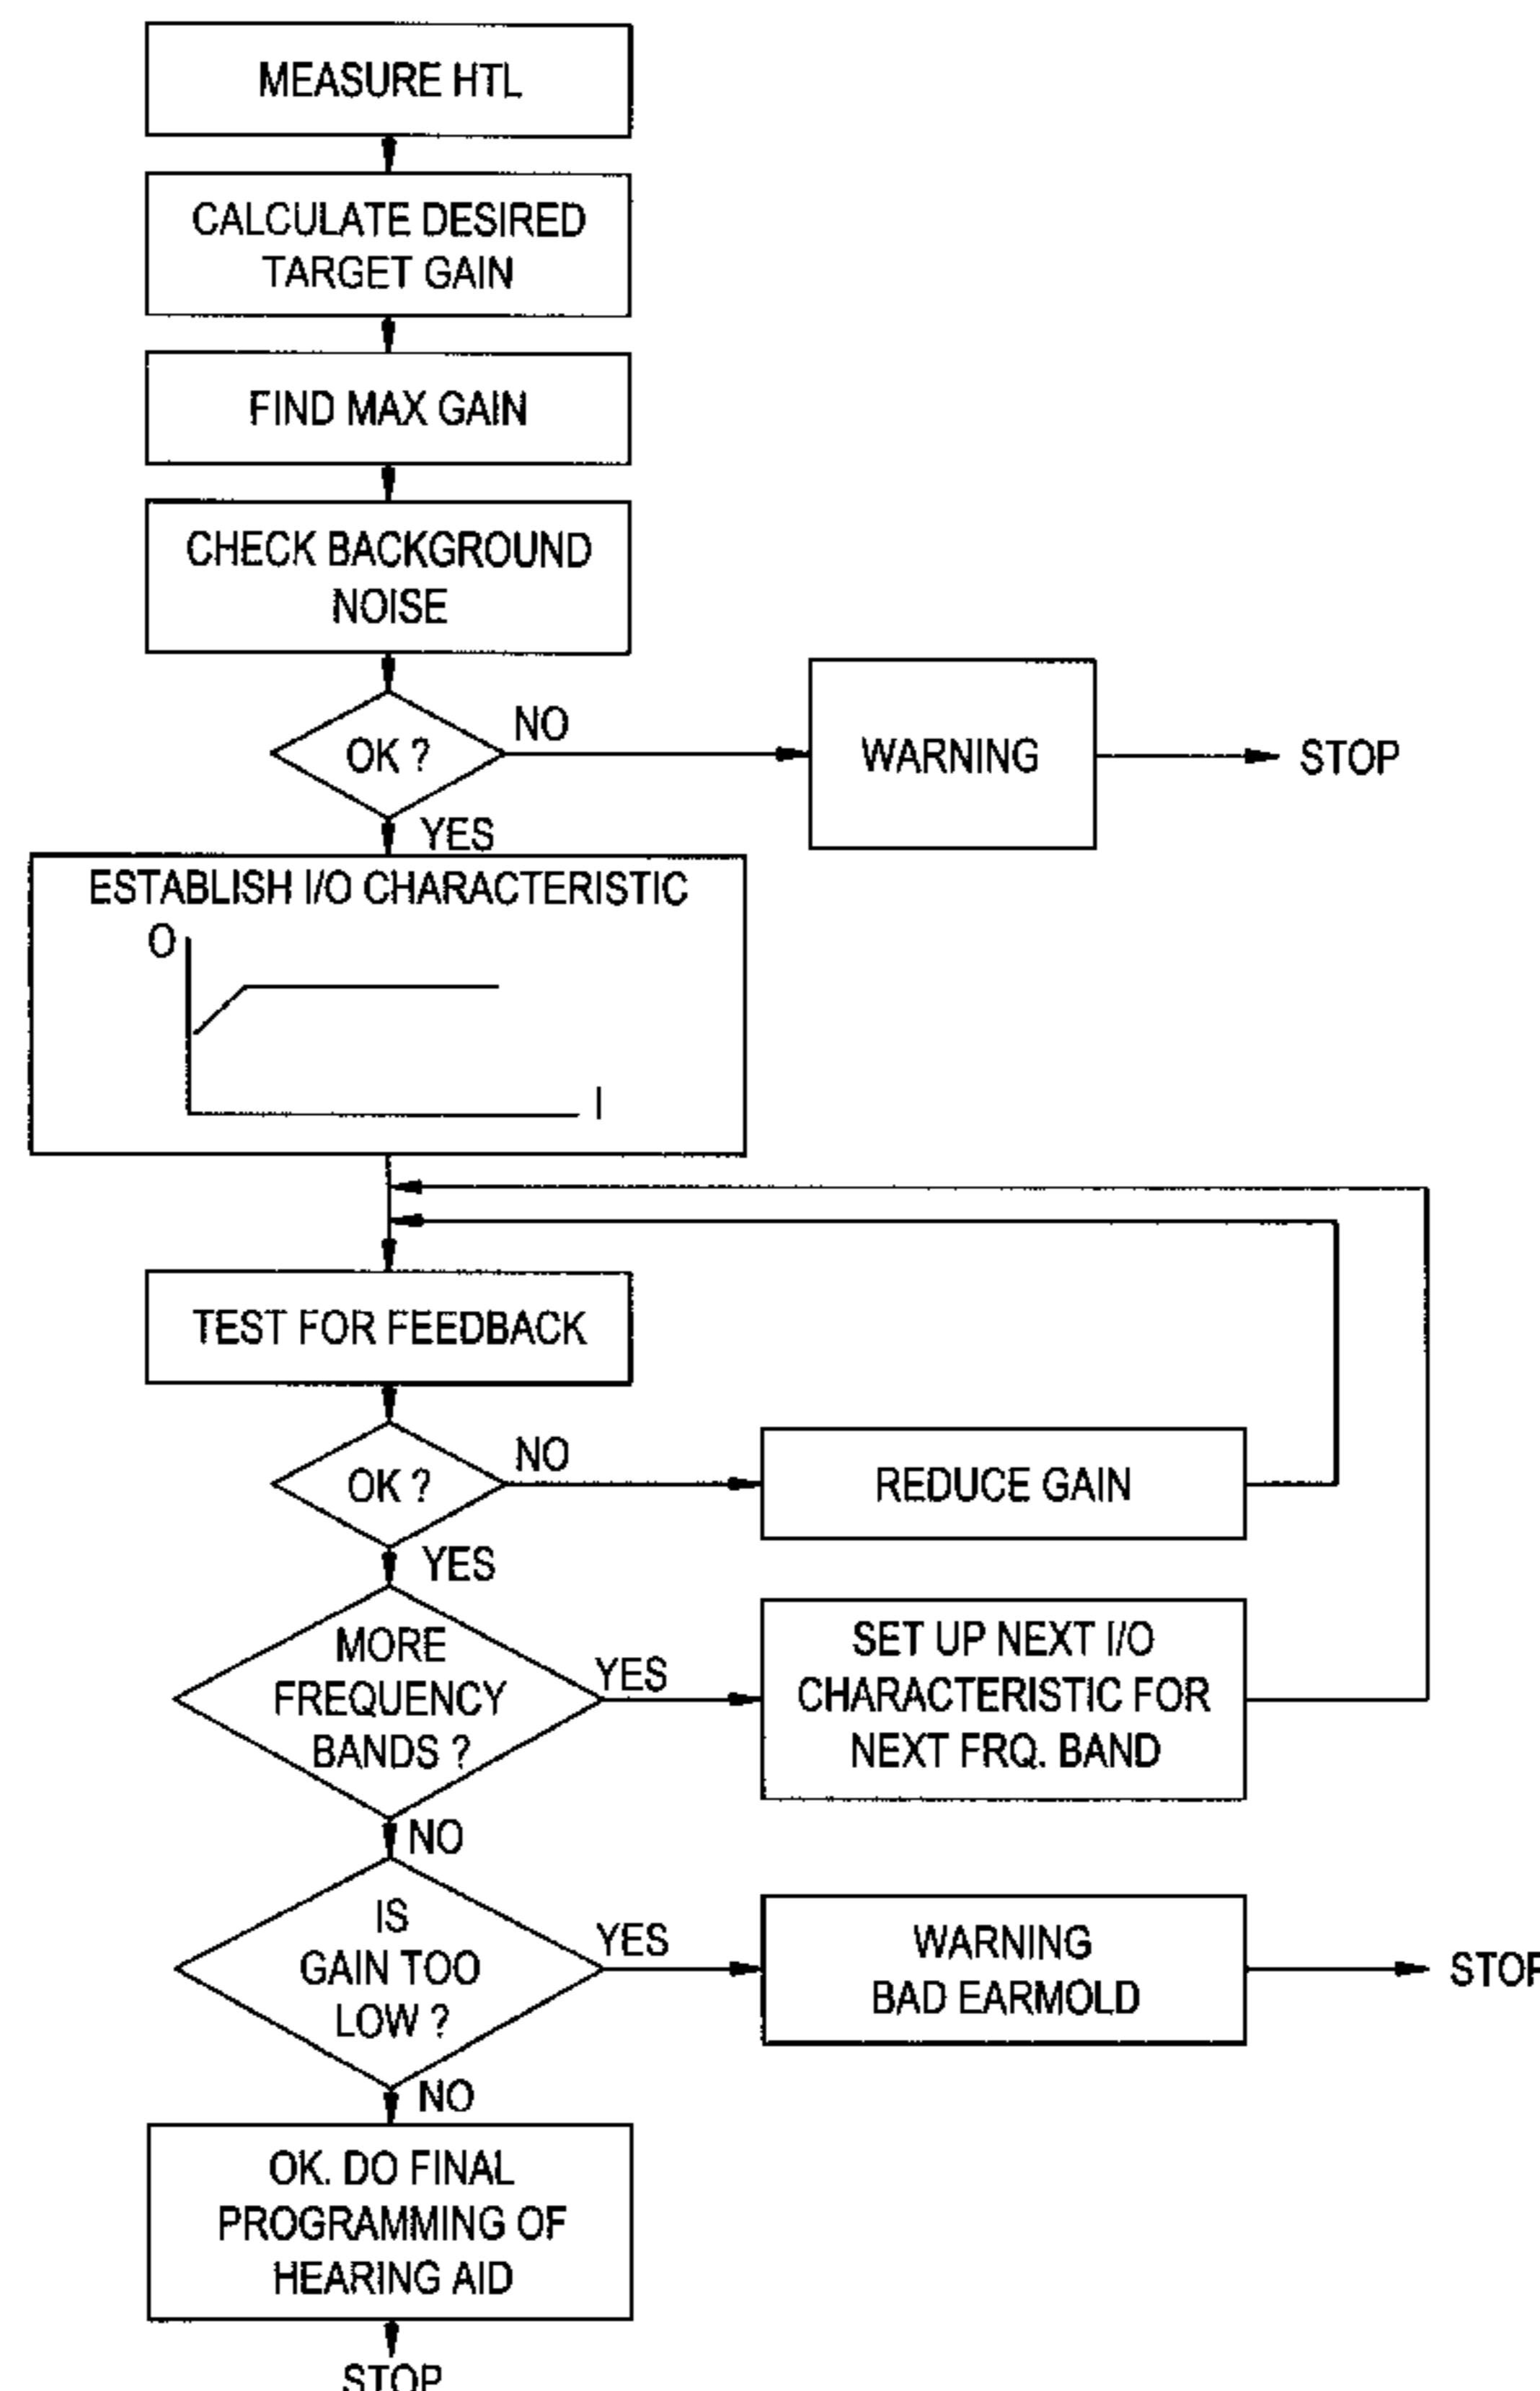 MEASURE HTL
CALCULATE DESIRED
TARGET GAIN
FIND MAX GAIN
CHECK BACKGROUND
NOISE
OK ?
NO
WARNING
STOP
YES
ESTABLISH I/O CHARACTERISTIC
O
I
TEST FOR FEEDBACK
OK ?
NO
REDUCE GAIN
YES
MORE
FREQUENCY
BANDS ?
YES
SET UP NEXT I/O
CHARACTERISTIC FOR
NEXT FRQ. BAND
NO
IS
GAIN TOO
LOW ?
YES
WARNING
BAD EARMOLD
STOP
NO
OK. DO FINAL
PROGRAMMING OF
HEARING AID
STOP